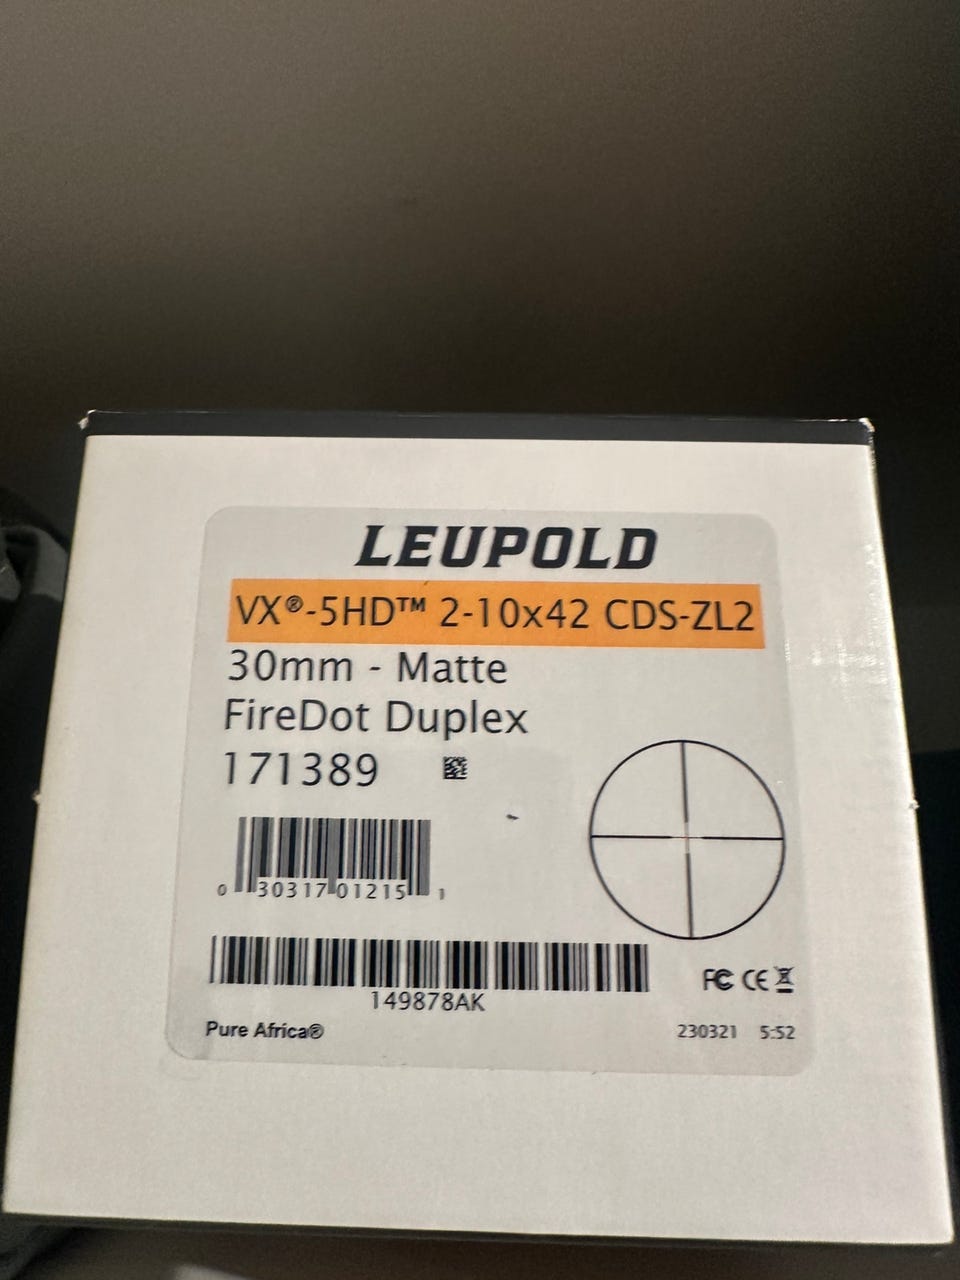 LEUPOLD
VX®-5HD™ 2-10x42 CDS-ZL2
30mm - Matte
FireDot Duplex
171389
0 30317 01215 1
149878AK
FC CE
Pure Africa® 230321 5:52